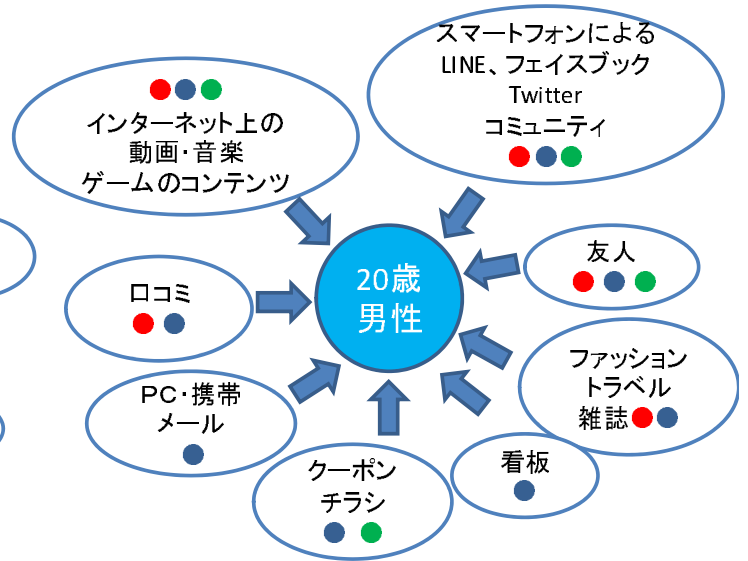 スマートフォンによる
LINE、フェイスブック
Twitter
コミュニティ
インターネット上の
動画・音楽
ゲームのコンテンツ
友人
口コミ
20歳
男性
ファッション
トラベル
雑誌
PC・携帯
メール
クーポン
チラシ
看板